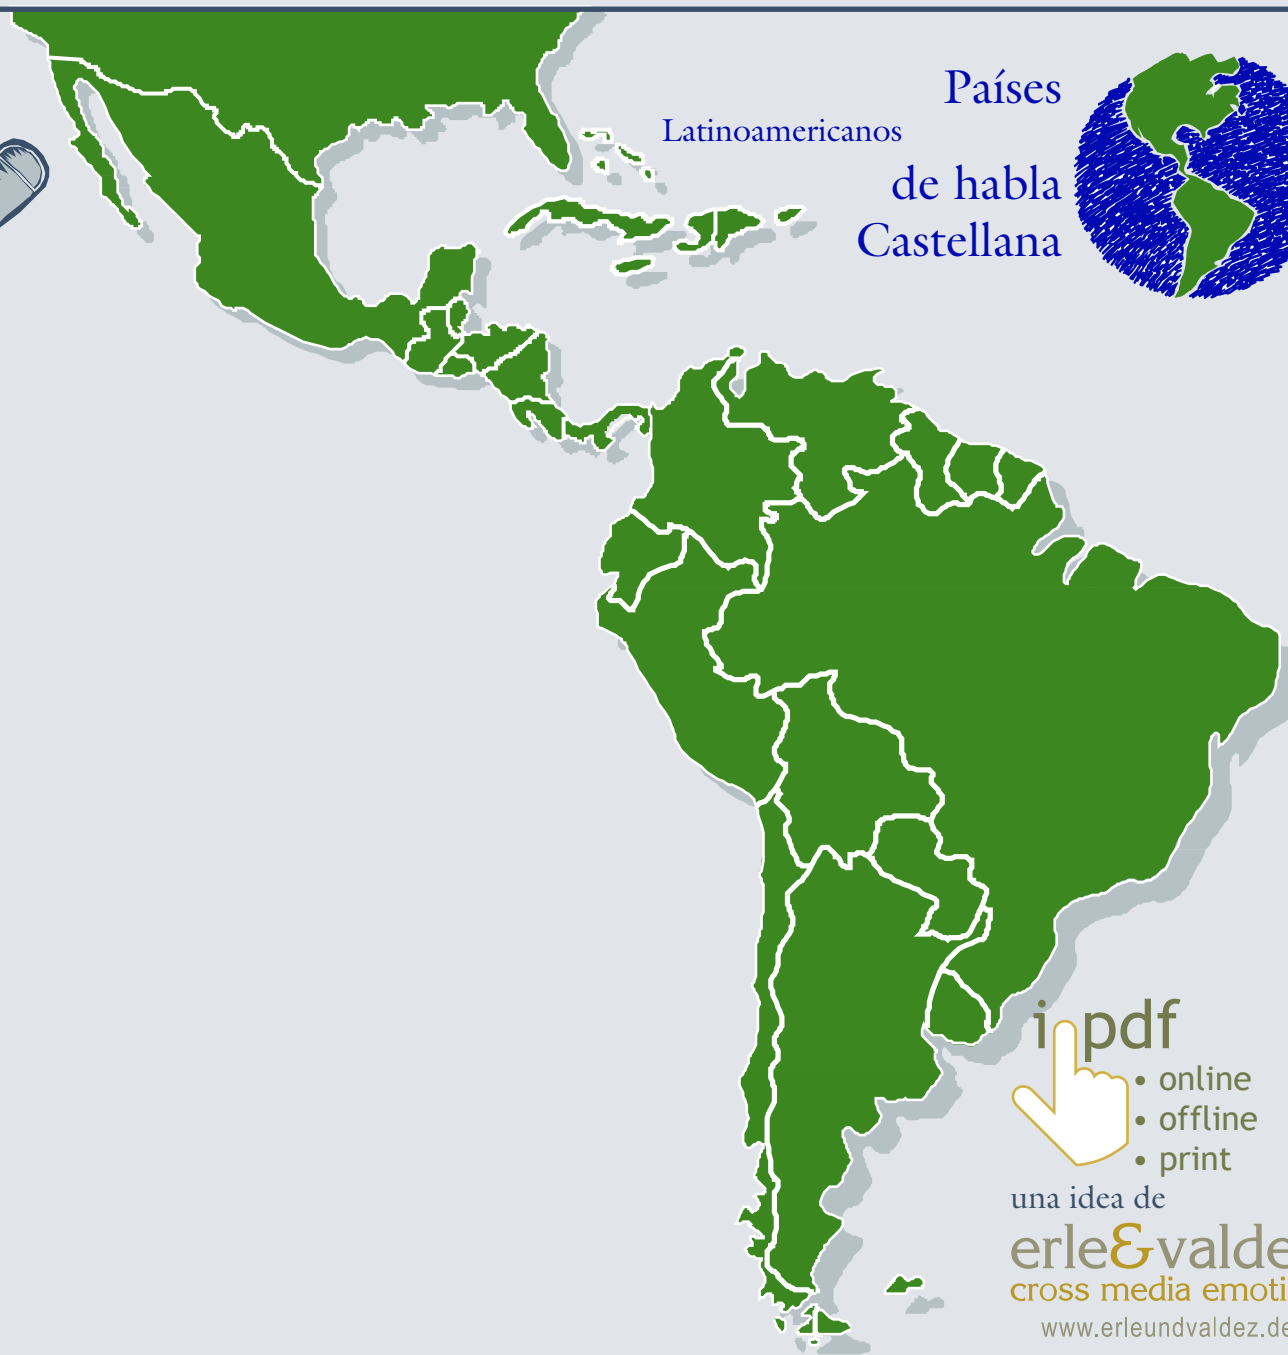 Países
Latinoamericanos
de habla
Castellana
i pdf
• online
• offline
• print
una idea de
erle&valde
cross media emoti
www.erleundvaldez.de